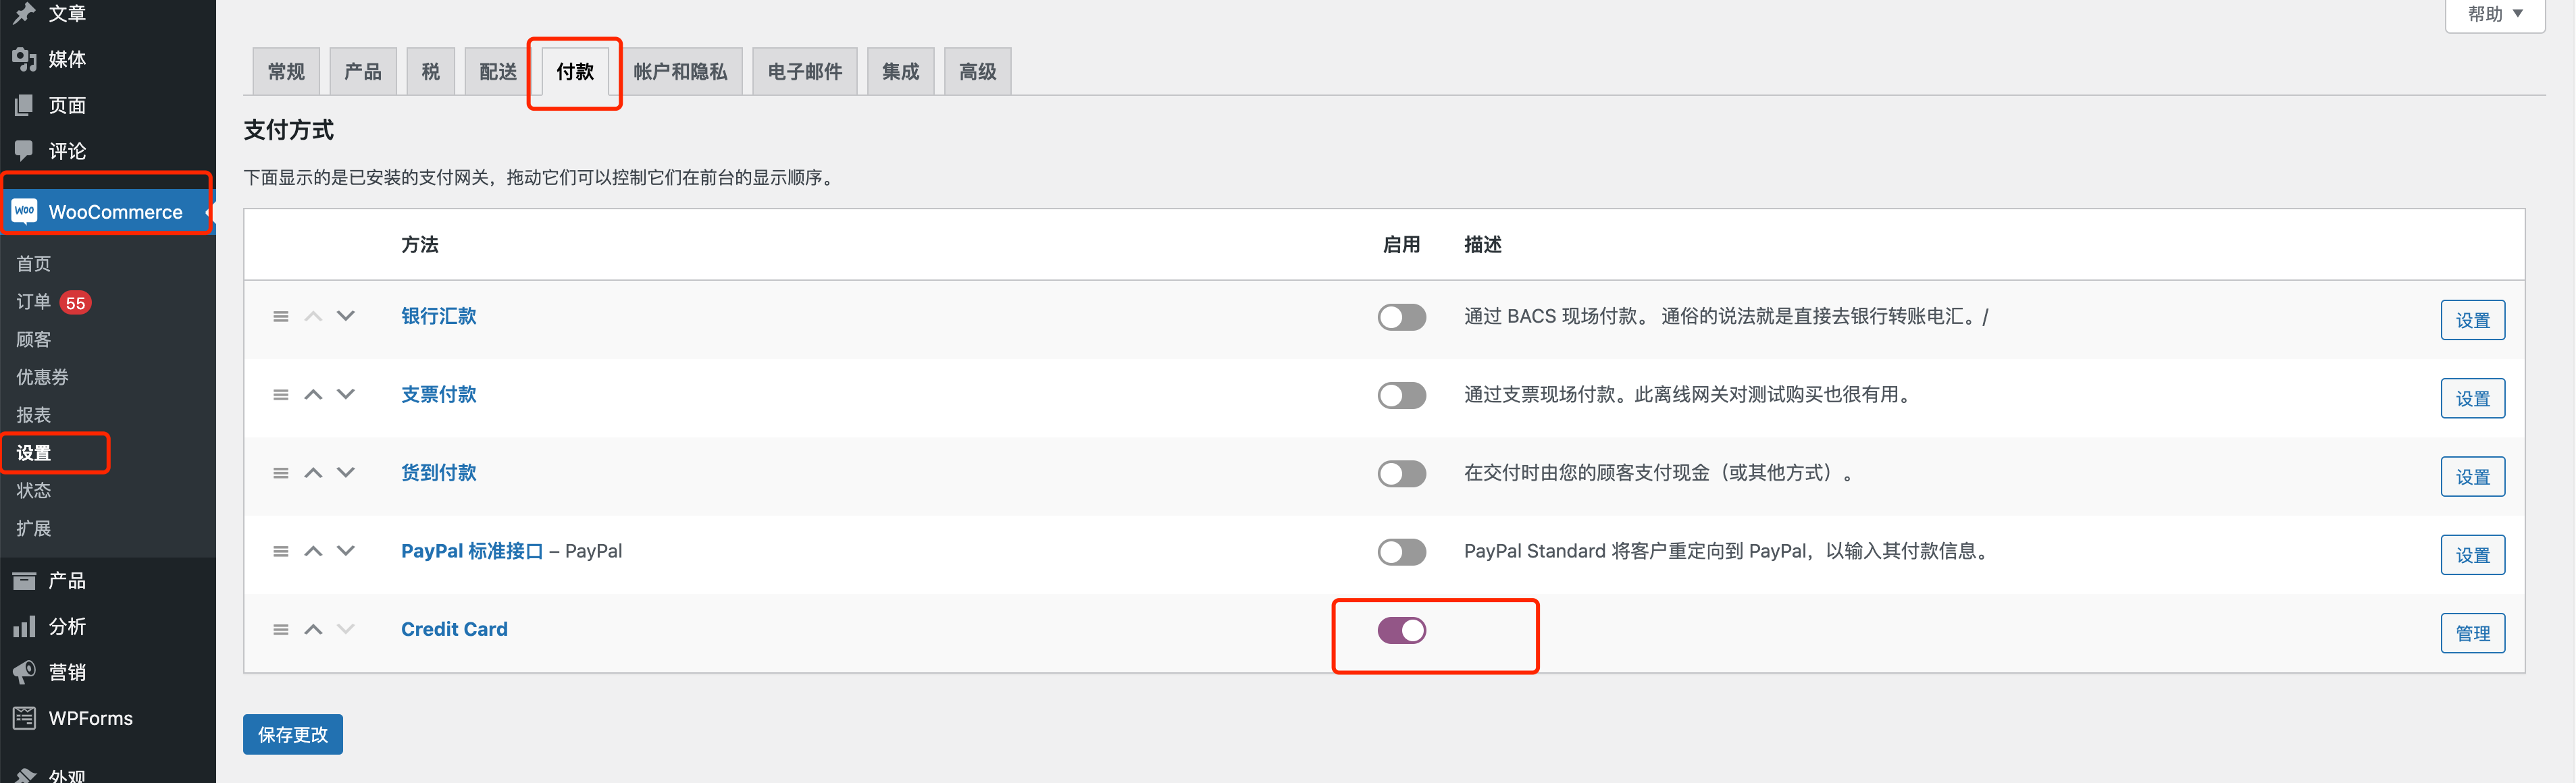 文章
媒体
页面
评论
WooCommerce
首页
订单 55
顾客
优惠券
报表
设置
状态
扩展
产品
分析
营销
WPForms
外观
帮助
常规 产品 税 配送 付款 帐户和隐私 电子邮件 集成 高级
支付方式
下面显示的是已安装的支付网关，拖动它们可以控制它们在前台的显示顺序。
方法 启用 描述
银行汇款 通过 BACS 现场付款。 通俗的说法就是直接去银行转账电汇。/ 设置
支票付款 通过支票现场付款。此离线网关对测试购买也很有用。 设置
货到付款 在交付时由您的顾客支付现金（或其他方式）。 设置
PayPal 标准接口 – PayPal PayPal Standard 将客户重定向到 PayPal，以输入其付款信息。 设置
Credit Card 管理
保存更改